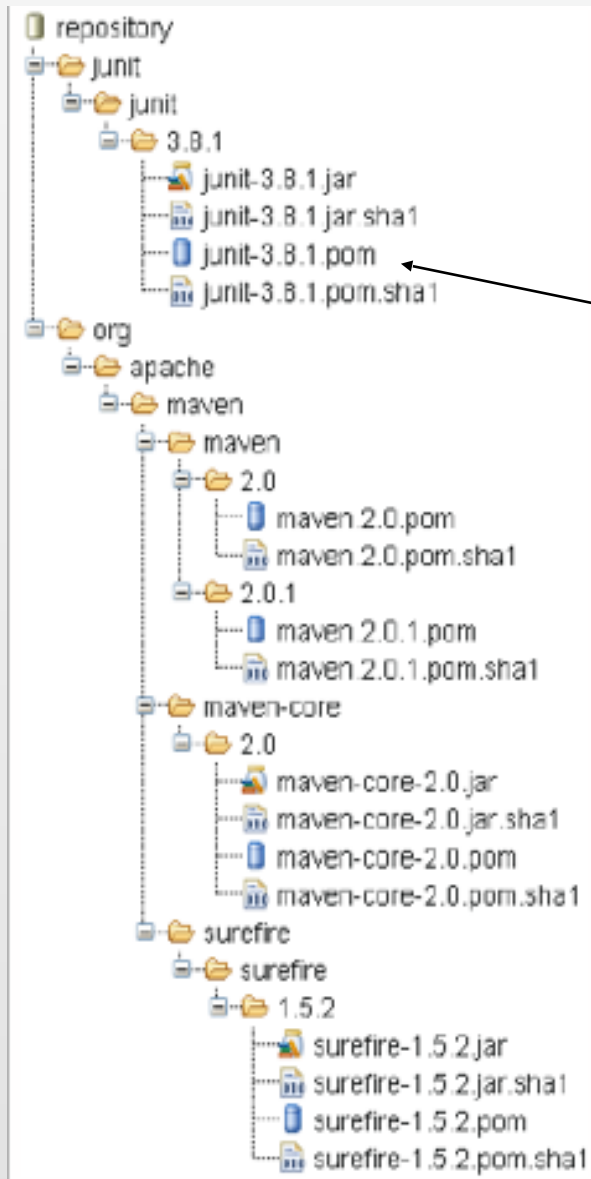 repository
junit
junit
3.8.1
junit-3.8.1.jar
junit-3.8.1.jar.sha1
junit-3.8.1.pom
junit-3.8.1.pom.sha1
org
apache
maven
maven
2.0
maven.2.0.pom
maven.2.0.pom.sha1
2.0.1
maven.2.0.1.pom
maven.2.0.1.pom.sha1
maven-core
2.0
maven-core-2.0.jar
maven-core-2.0.jar.sha1
maven-core-2.0.pom
maven-core-2.0.pom.sha1
surefire
surefire
1.5.2
surefire-1.5.2.jar
surefire-1.5.2.jar.sha1
surefire-1.5.2.pom
surefire-1.5.2.pom.sha1